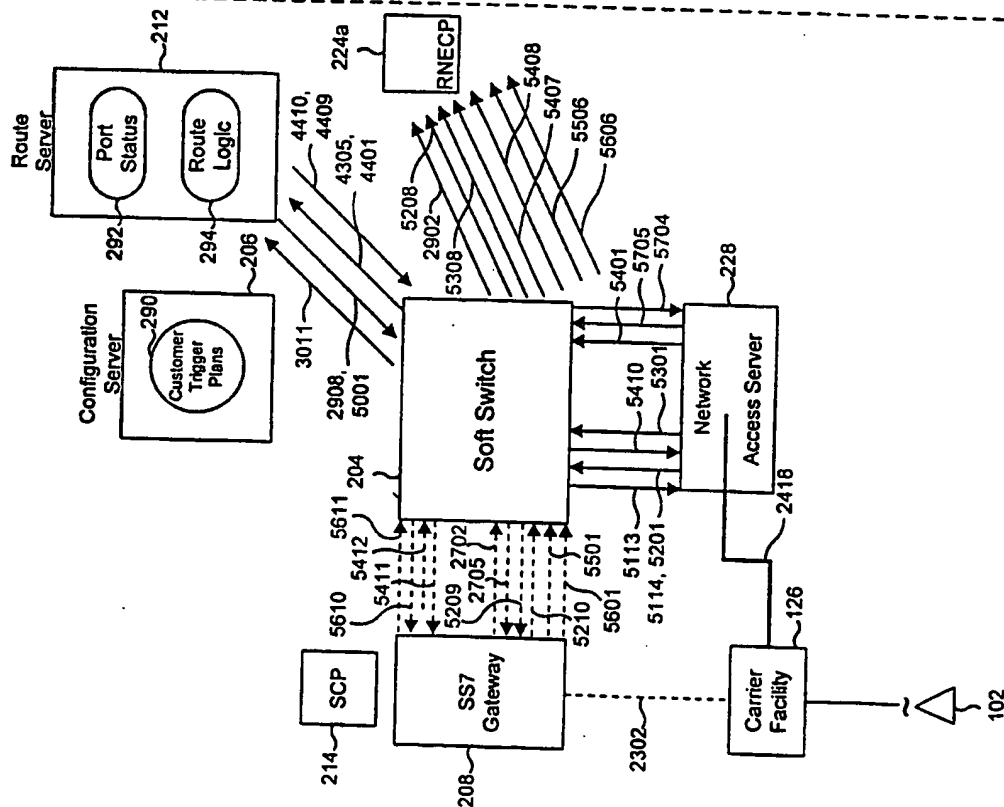 Route
Server
212
Port
Status
Route
Logic
292
294
Configuration
Server
206
290
Customer
Trigger
Plans
224a
RNECP
3011
2908,
5001
4305,
4401
4410,
4409
5208
2902
5308
5408
5407
5506
5606
204
Soft Switch
5611
5610
5412
5411
2702
2705
5209
5210
5501
5601
SCP
214
SS7
Gateway
208
5113
5114, 5201
5410
5301
5401
5705
5704
228
Network
Access Server
2418
2302
126
Carrier
Facility
102